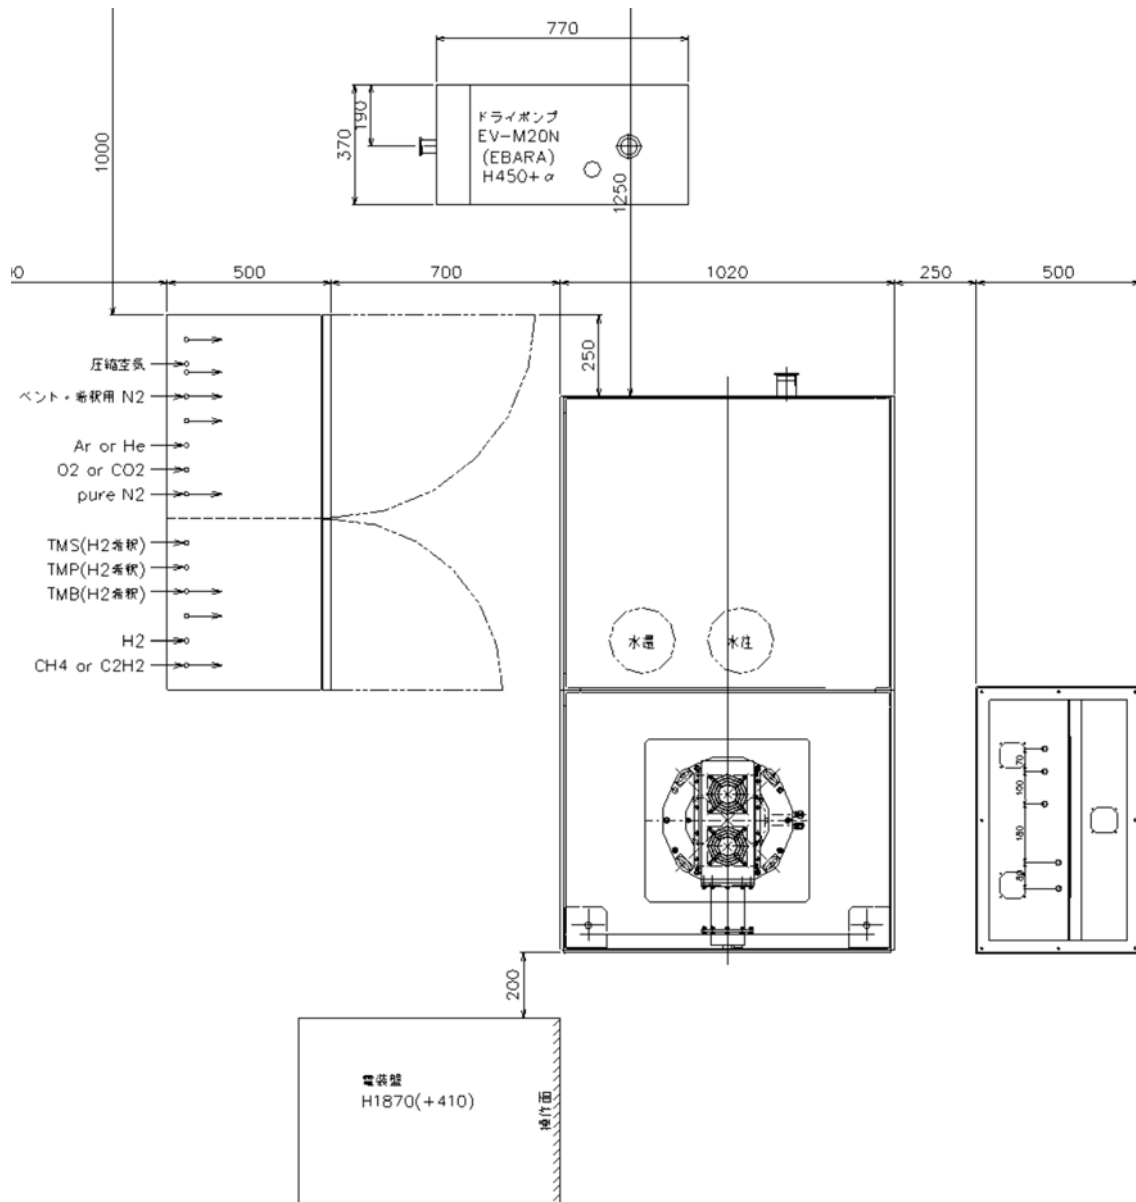 770
1000
370
190
ドライポンプ
EV-M20N
(EBARA)
H450+α
1250
500
700
1020
250
500
250
圧縮空気
ベント・希釈用 N2
Ar or He
O2 or CO2
pure N2
TMS(H2希釈)
TMP(H2希釈)
TMB(H2希釈)
H2
CH4 or C2H2
水還
水往
70
100
180
80
200
電装盤
H1870(+410)
操作面